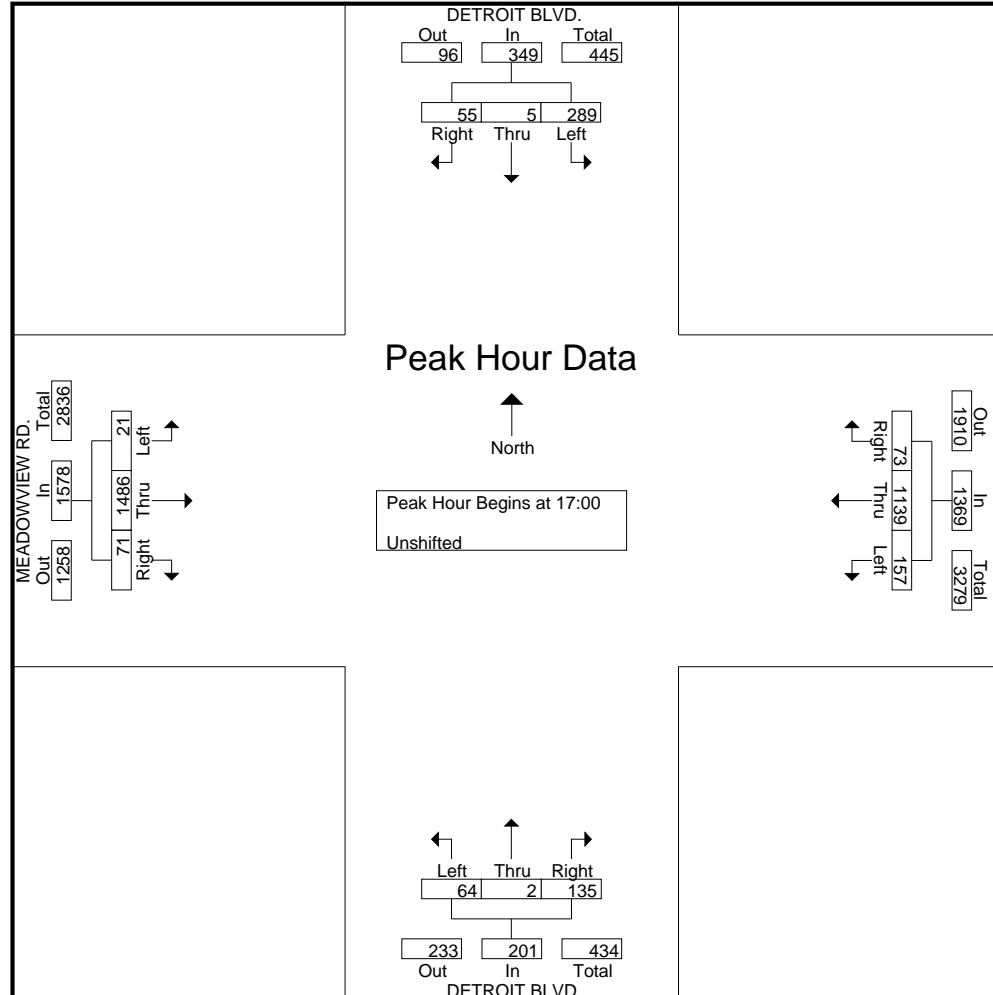 DETROIT BLVD.
Out In Total
96 349 445
55 5 289
Right Thru Left
Peak Hour Data
North
Peak Hour Begins at 17:00
Unshifted
MEADOWVIEW RD.
Out In Total
1258 1578 2836
71 1486 21
Right Thru Left
Out In Total
1910 1369 3279
73 1139 157
Right Thru Left
Left Thru Right
64 2 135
233 201 434
Out In Total
DETROIT BLVD.